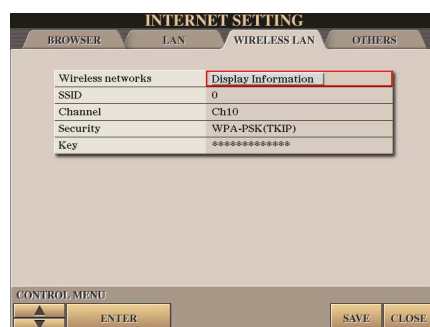 INTERNET SETTING
BROWSER LAN WIRELESS LAN OTHERS
Wireless networks Display Information
SSID 0
Channel Ch10
Security WPA-PSK(TKIP)
Key *************
CONTROL MENU
ENTER SAVE CLOSE